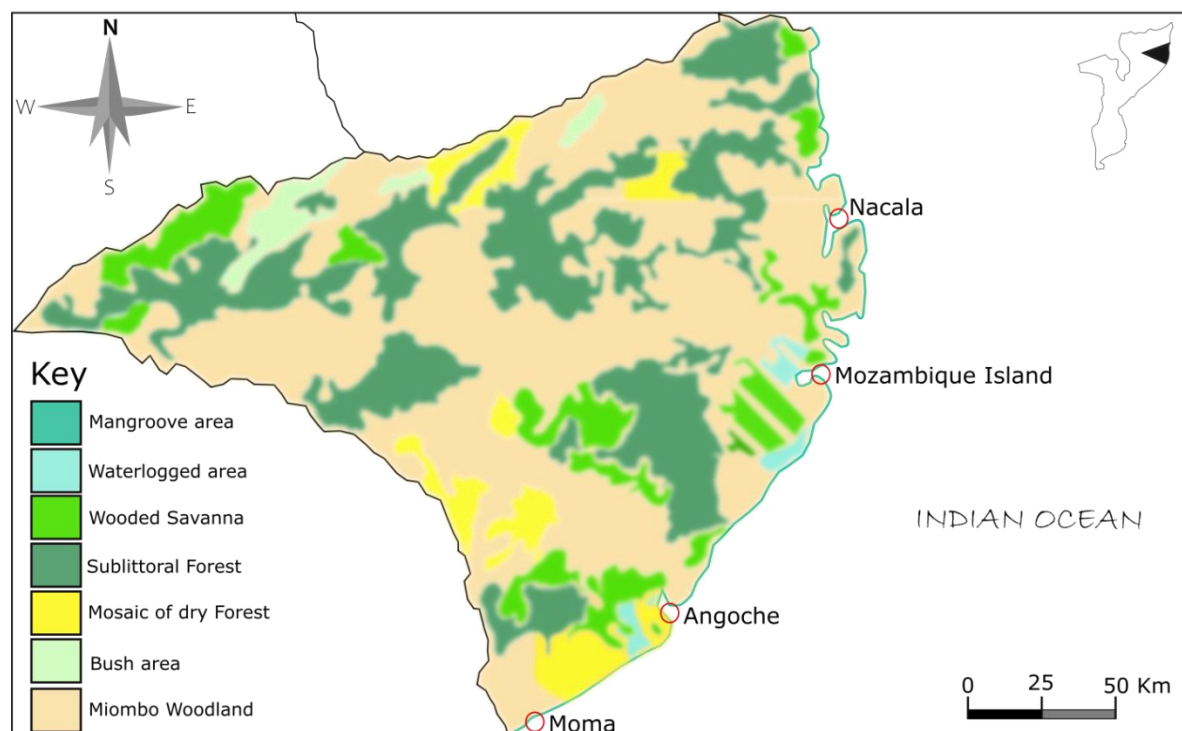 N
W
E
S
Nacala
Mozambique Island
Key
Mangroove area
Waterlogged area
Wooded Savanna
Sublittoral Forest
Mosaic of dry Forest
Bush area
Miombo Woodland
INDIAN OCEAN
Angoche
Moma
0 25 50 Km